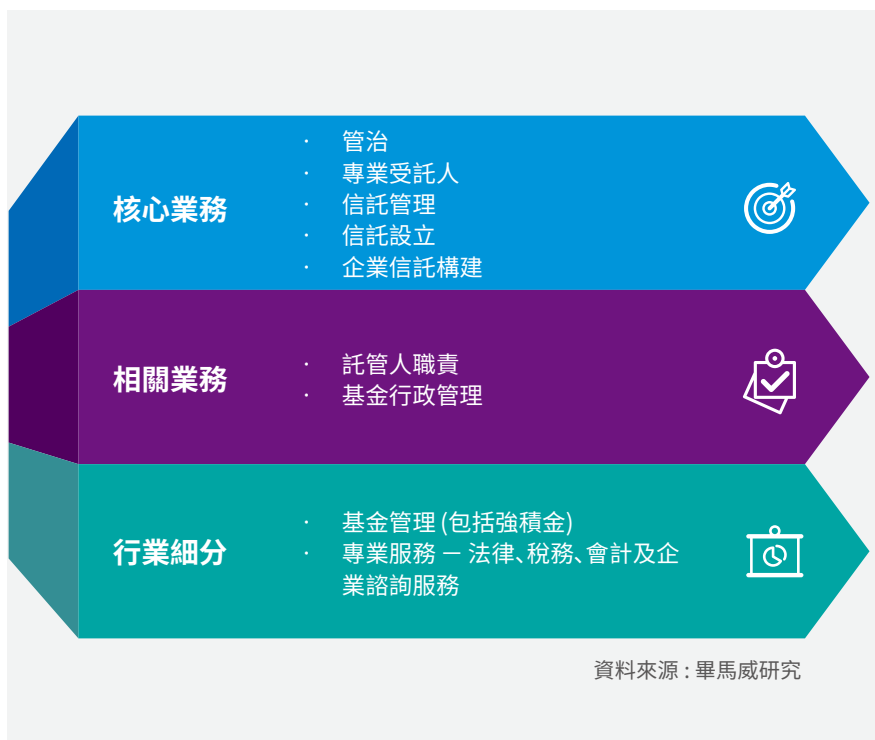 核心業務
· 管治
· 專業受託人
· 信託管理
· 信託設立
· 企業信託構建
相關業務
· 託管人職責
· 基金行政管理
行業細分
· 基金管理 (包括強積金)
· 專業服務 － 法律、稅務、會計及企
業諮詢服務
資料來源 : 畢馬威研究